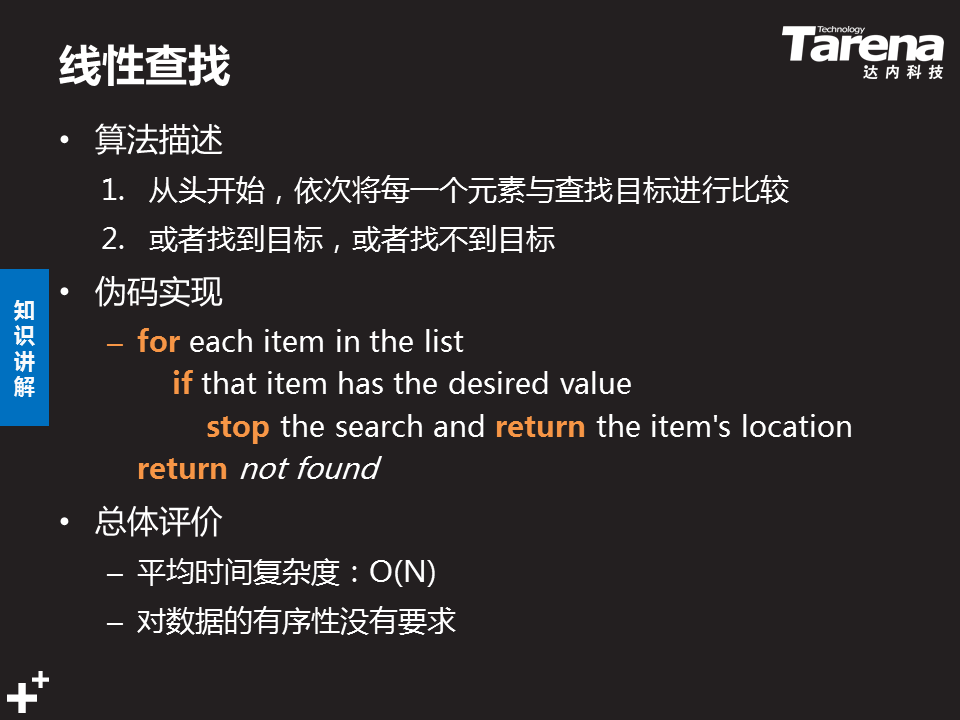 线性查找
Technology
Tarena
达内科技
• 算法描述
1. 从头开始，依次将每一个元素与查找目标进行比较
2. 或者找到目标，或者找不到目标
• 伪码实现
– for each item in the list
if that item has the desired value
stop the search and return the item's location
return not found
• 总体评价
– 平均时间复杂度：O(N)
– 对数据的有序性没有要求
知识讲解